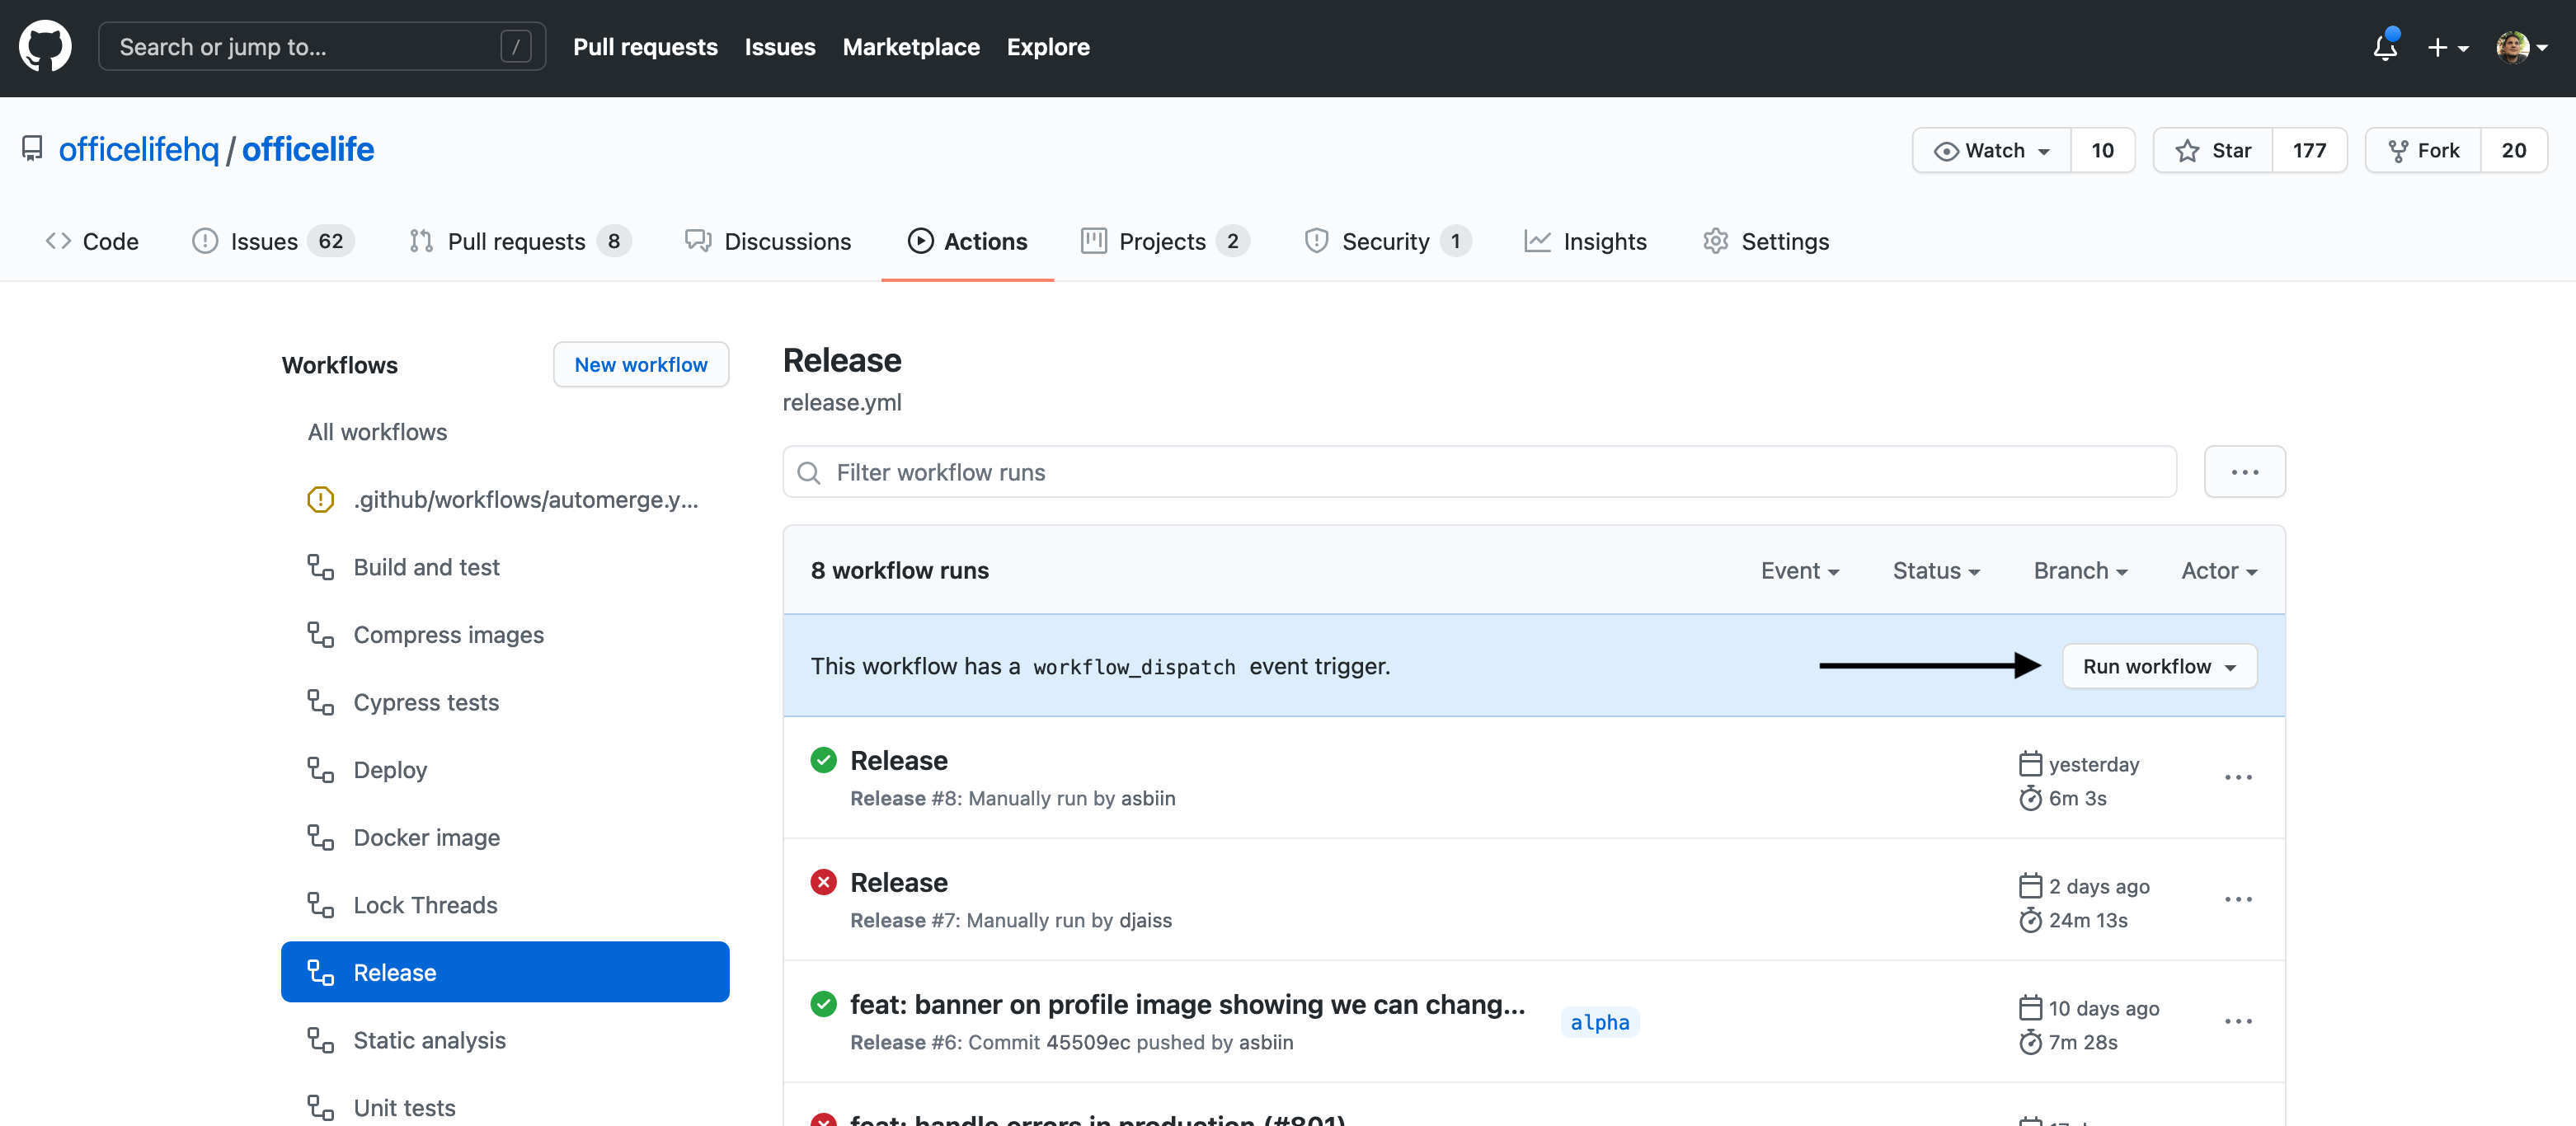 Search or jump to... /
Pull requests
Issues
Marketplace
Explore
officelifehq / officelife
Watch 10
Star 177
Fork 20
Code
Issues 62
Pull requests 8
Discussions
Actions
Projects 2
Security 1
Insights
Settings
Workflows
New workflow
All workflows
.github/workflows/automerge.y...
Build and test
Compress images
Cypress tests
Deploy
Docker image
Lock Threads
Release
Static analysis
Unit tests
Release
release.yml
Filter workflow runs
8 workflow runs
Event
Status
Branch
Actor
This workflow has a workflow_dispatch event trigger.
Run workflow
Release
Release #8: Manually run by asbiin
yesterday
6m 3s
Release
Release #7: Manually run by djaiss
2 days ago
24m 13s
feat: banner on profile image showing we can chang...
alpha
Release #6: Commit 45509ec pushed by asbiin
10 days ago
7m 28s
feat: handle errors in production (#801)